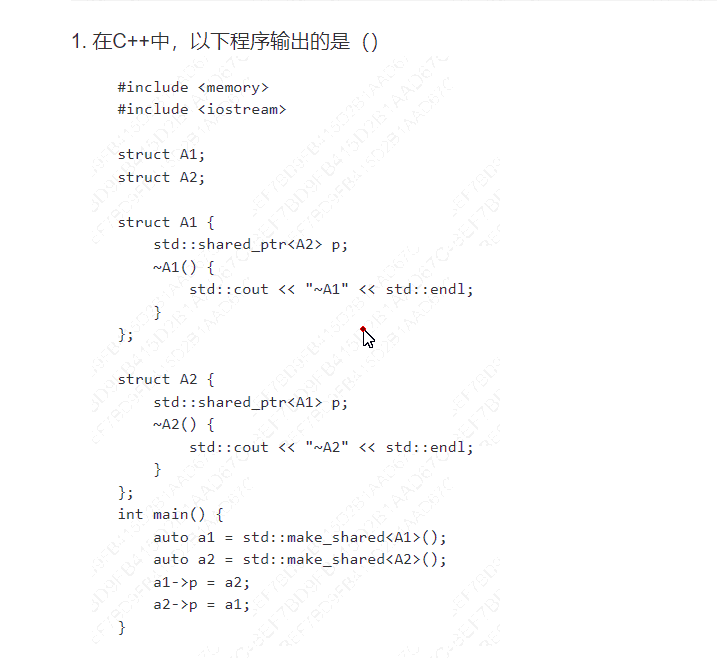 1. 在C++中，以下程序输出的是（）
#include <memory>
#include <iostream>
struct A1;
struct A2;
struct A1 {
std::shared_ptr<A2> p;
~A1() {
std::cout << "~A1" << std::endl;
}
};
struct A2 {
std::shared_ptr<A1> p;
~A2() {
std::cout << "~A2" << std::endl;
}
};
int main() {
auto a1 = std::make_shared<A1>();
auto a2 = std::make_shared<A2>();
a1->p = a2;
a2->p = a1;
}